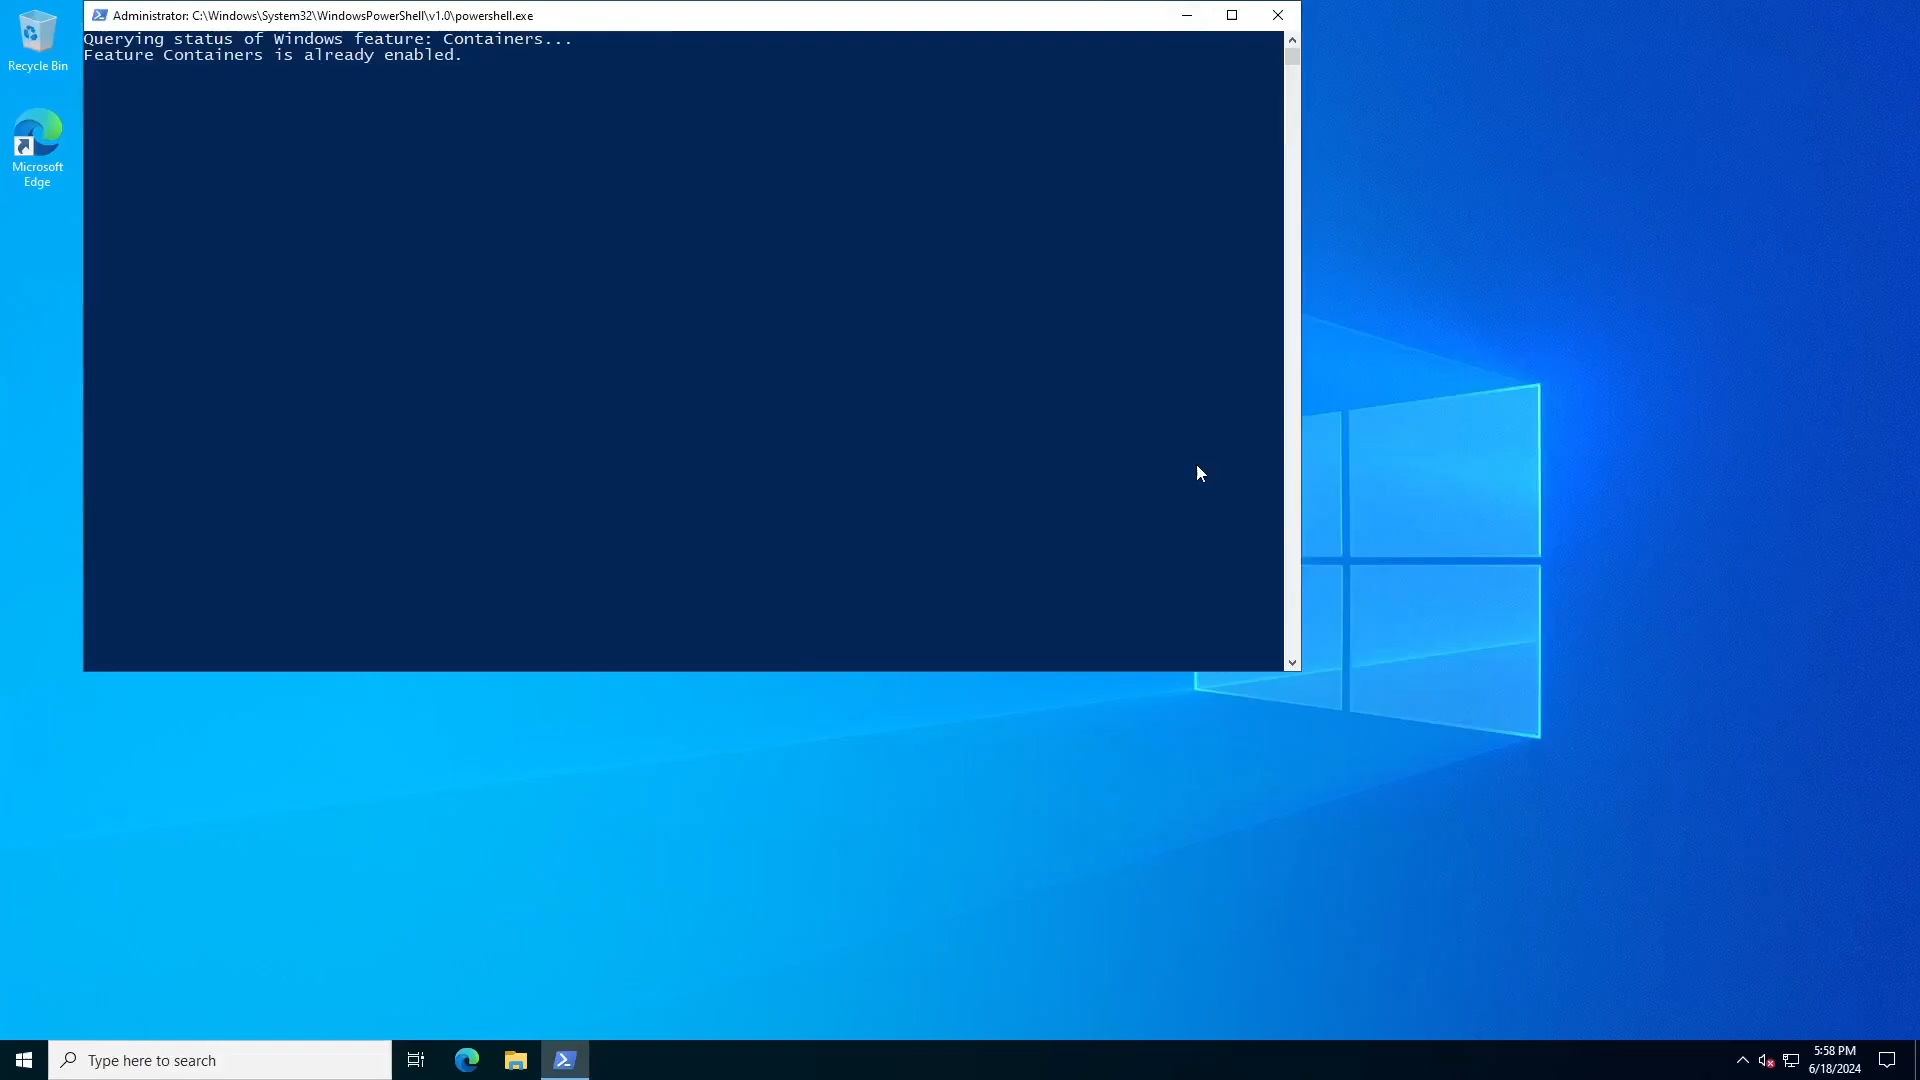 Administrator: C:\Windows\System32\WindowsPowerShell\v1.0\powershell.exe
Querying status of Windows feature: Containers...
Feature Containers is already enabled.
Recycle Bin
Microsoft
Edge
Type here to search
5:58 PM
6/18/2024